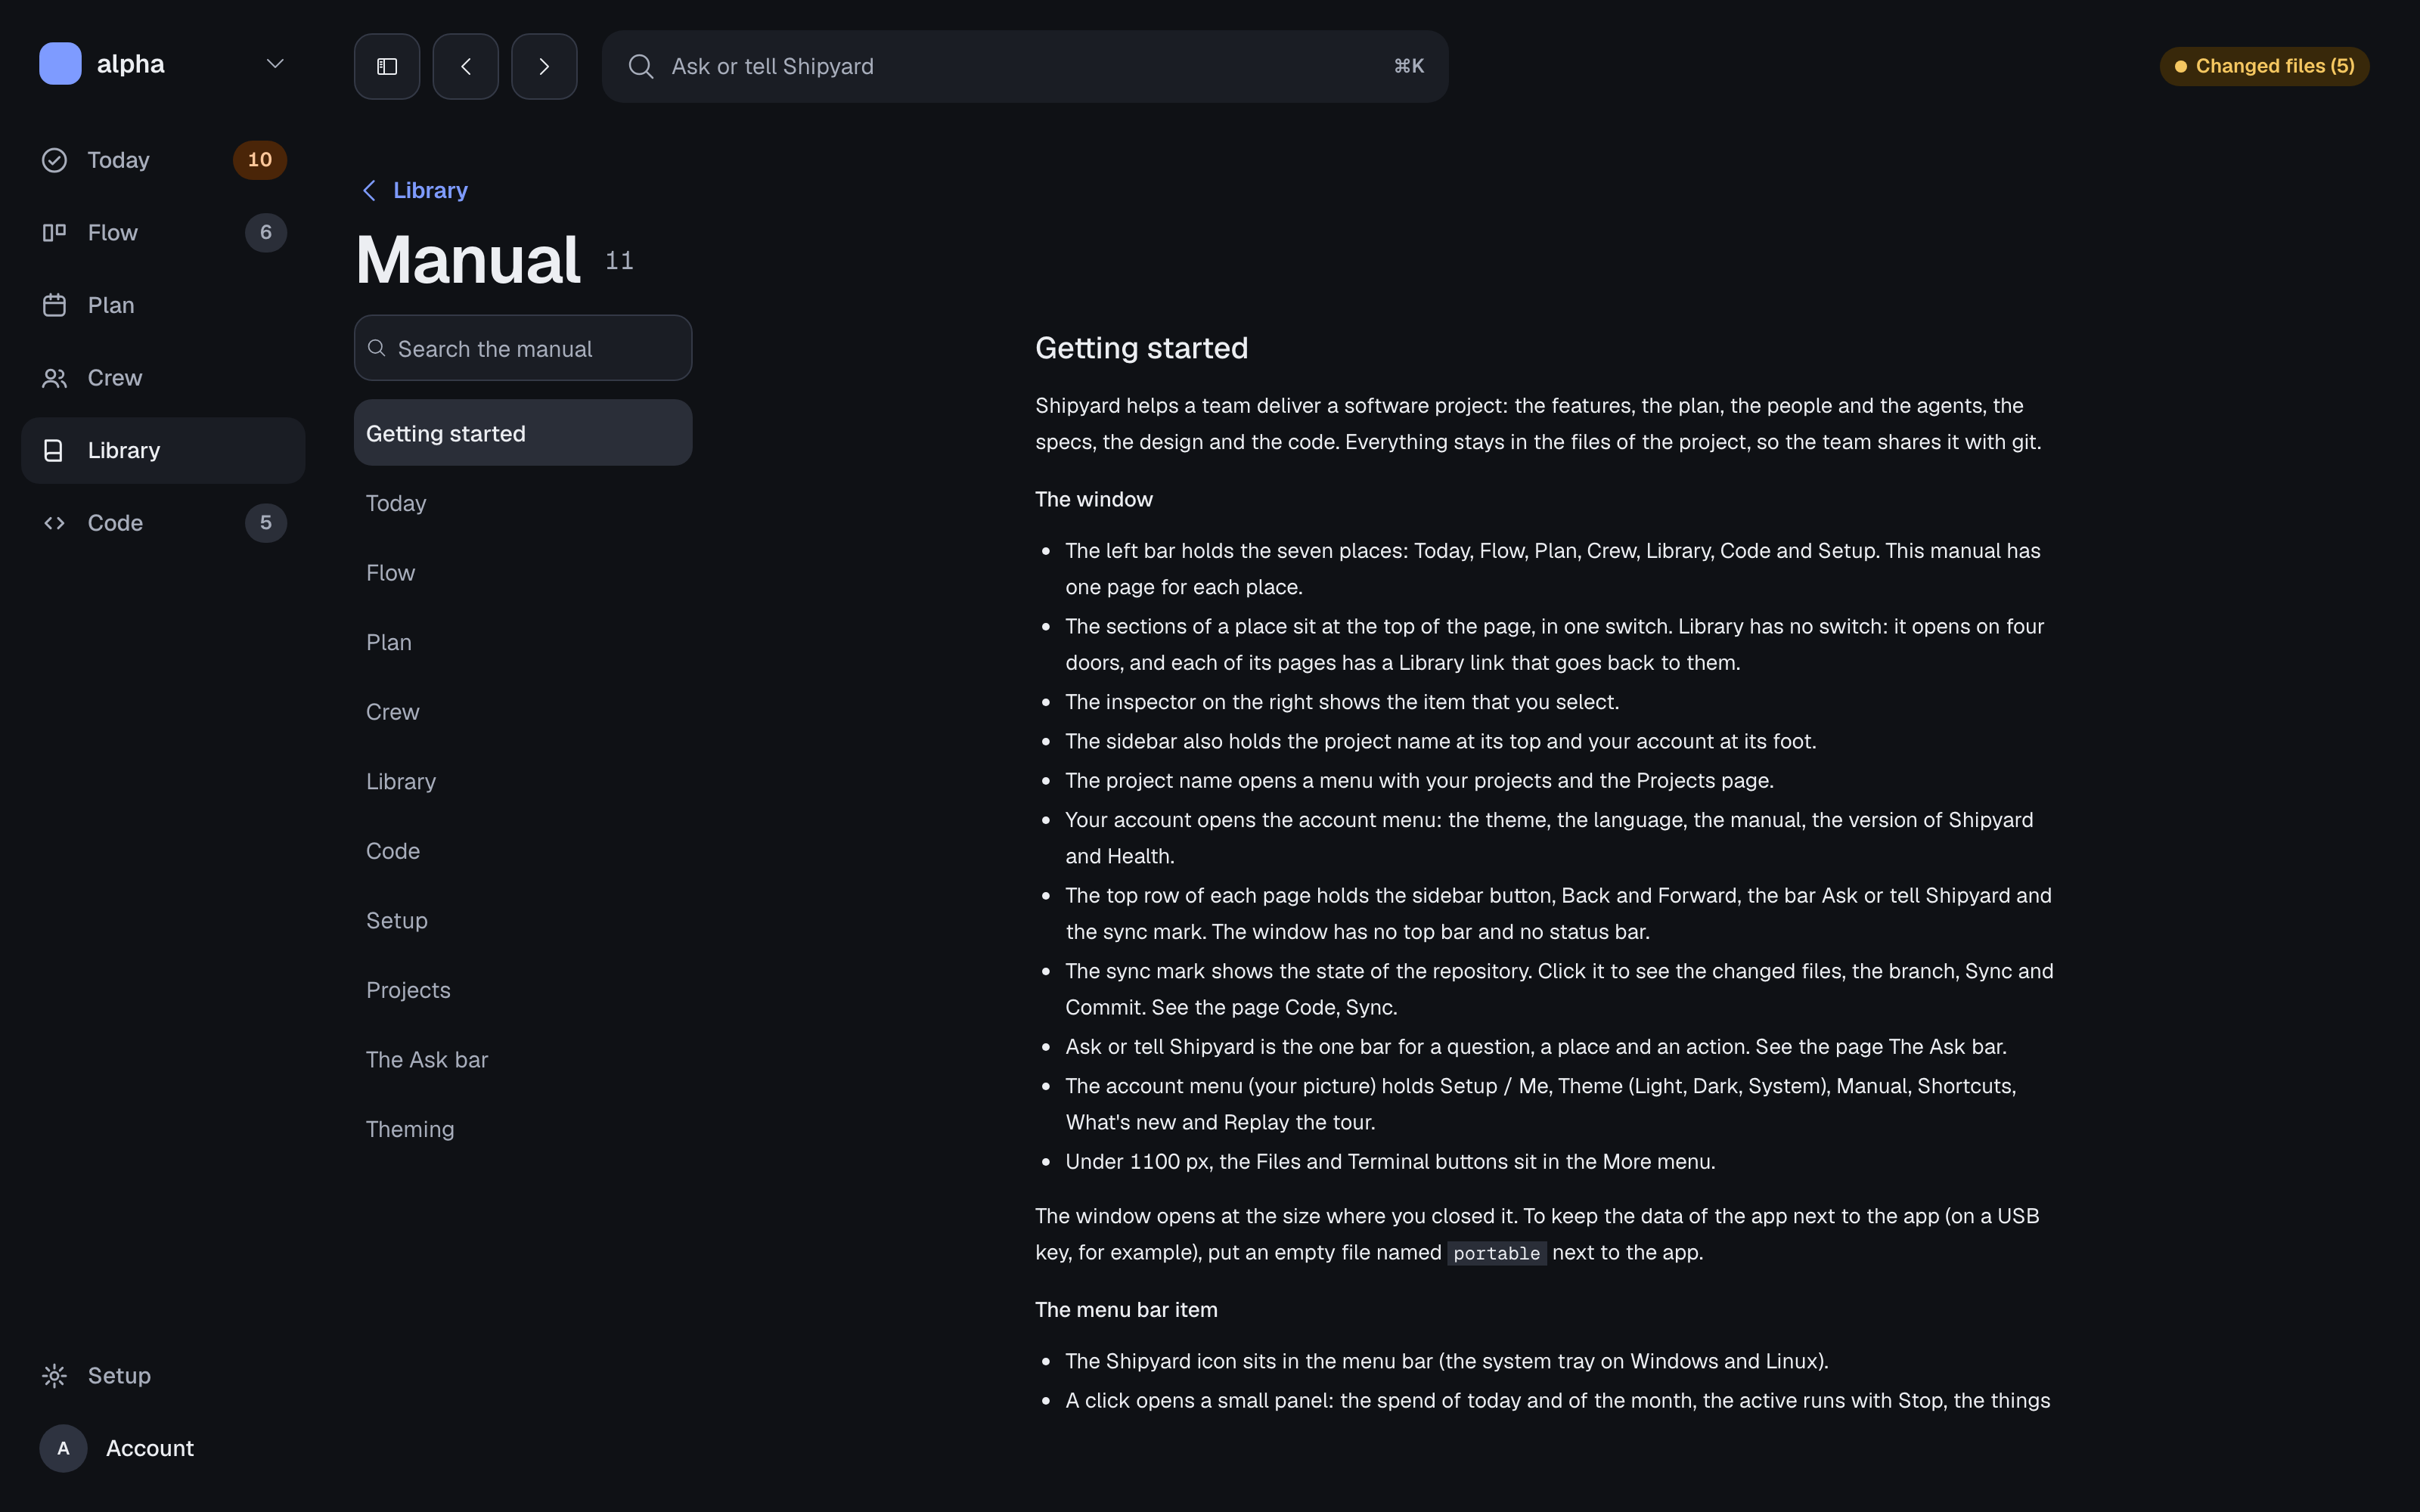 alpha
Ask or tell Shipyard
⌘K
Changed files (5)
Today
10
Flow
6
Plan
Crew
Library
Code
5
Setup
A
Account
Library
Manual
11
Search the manual
Getting started
Today
Flow
Plan
Crew
Library
Code
Setup
Projects
The Ask bar
Theming
Getting started
Shipyard helps a team deliver a software project: the features, the plan, the people and the agents, the
specs, the design and the code. Everything stays in the files of the project, so the team shares it with git.
The window
• The left bar holds the seven places: Today, Flow, Plan, Crew, Library, Code and Setup. This manual has
one page for each place.
• The sections of a place sit at the top of the page, in one switch. Library has no switch: it opens on four
doors, and each of its pages has a Library link that goes back to them.
• The inspector on the right shows the item that you select.
• The sidebar also holds the project name at its top and your account at its foot.
• The project name opens a menu with your projects and the Projects page.
• Your account opens the account menu: the theme, the language, the manual, the version of Shipyard
and Health.
• The top row of each page holds the sidebar button, Back and Forward, the bar Ask or tell Shipyard and
the sync mark. The window has no top bar and no status bar.
• The sync mark shows the state of the repository. Click it to see the changed files, the branch, Sync and
Commit. See the page Code, Sync.
• Ask or tell Shipyard is the one bar for a question, a place and an action. See the page The Ask bar.
• The account menu (your picture) holds Setup / Me, Theme (Light, Dark, System), Manual, Shortcuts,
What's new and Replay the tour.
• Under 1100 px, the Files and Terminal buttons sit in the More menu.
The window opens at the size where you closed it. To keep the data of the app next to the app (on a USB
key, for example), put an empty file named portable next to the app.
The menu bar item
• The Shipyard icon sits in the menu bar (the system tray on Windows and Linux).
• A click opens a small panel: the spend of today and of the month, the active runs with Stop, the things